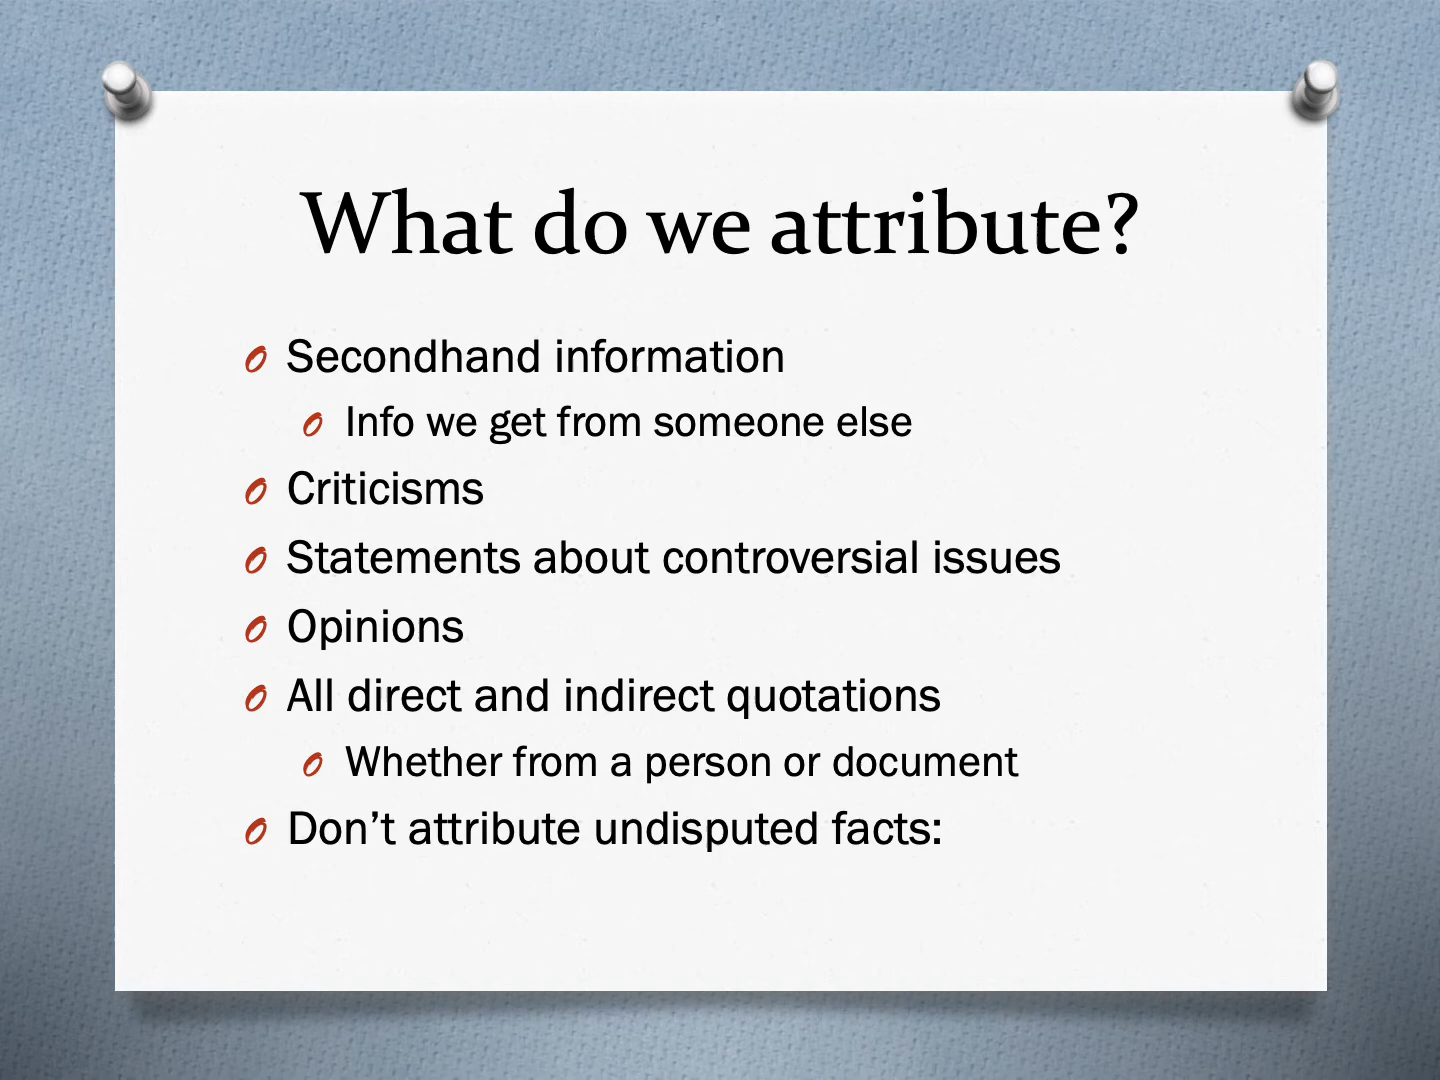 What do we attribute?
Secondhand information
Info we get from someone else
Criticisms
Statements about controversial issues
Opinions
All direct and indirect quotations
Whether from a person or document
Don’t attribute undisputed facts: